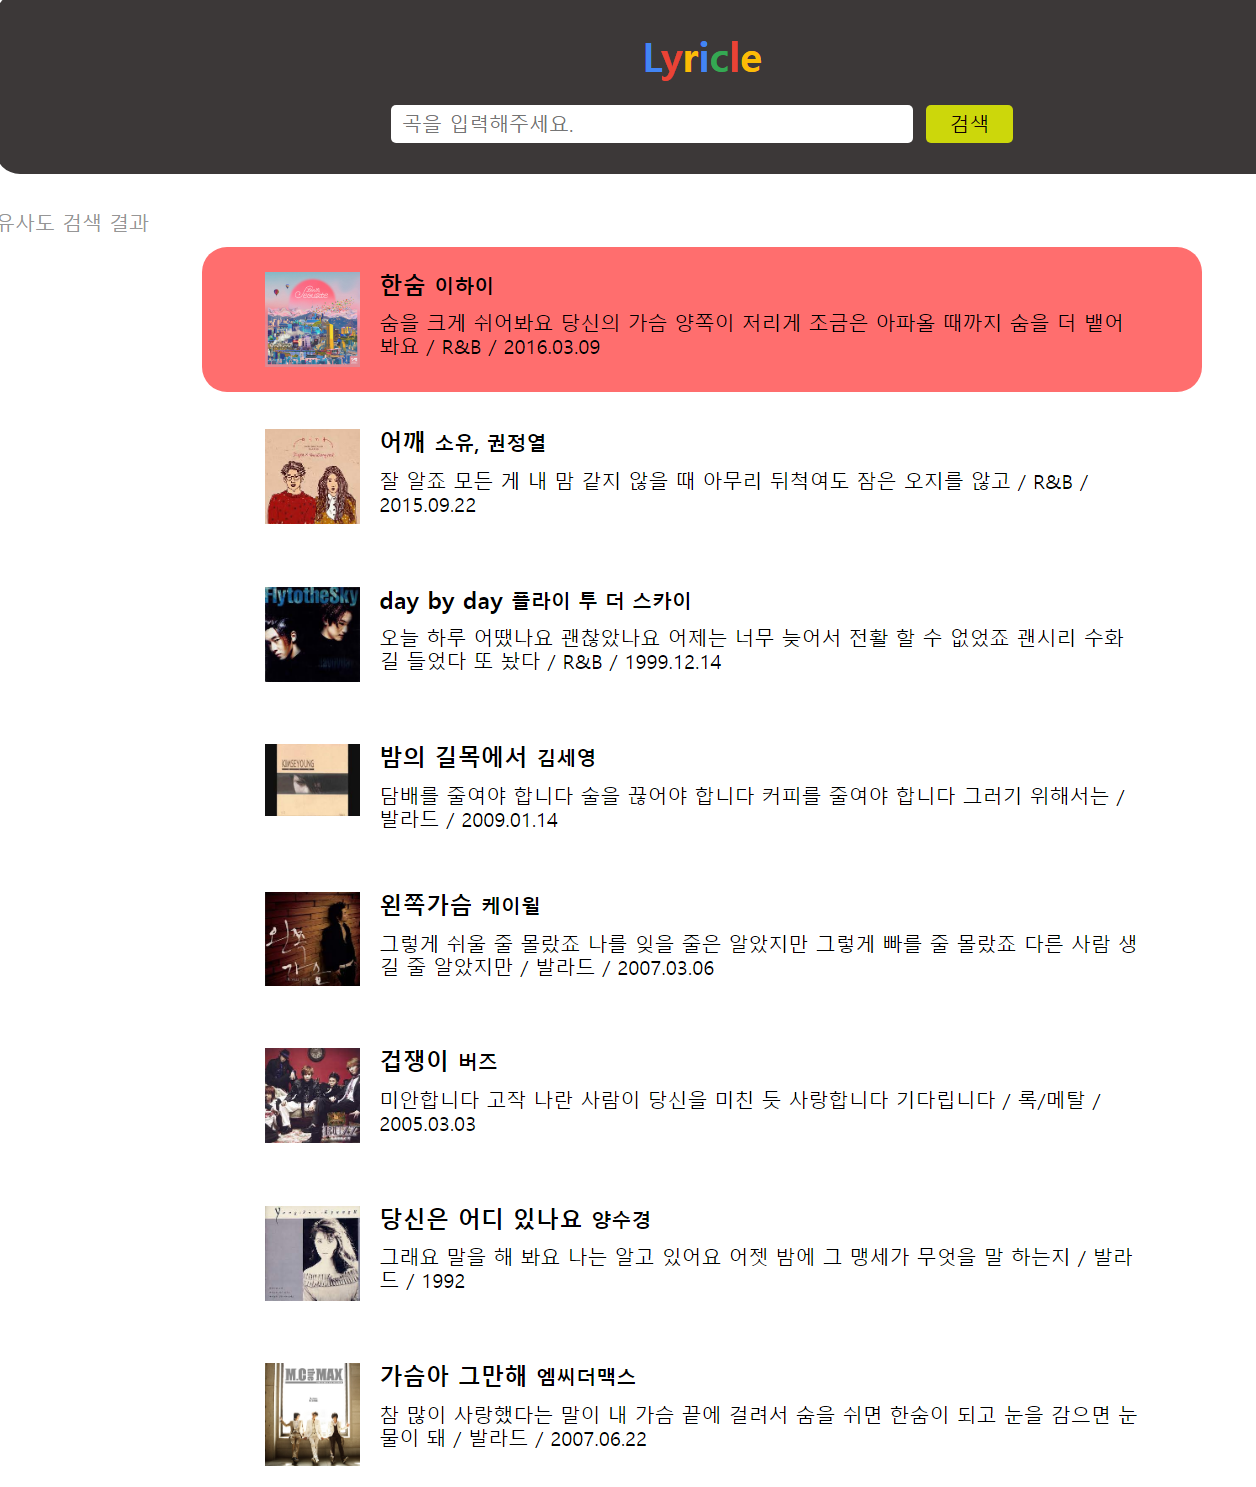 Lyricle
곡을 입력해주세요.
검색
유사도 검색 결과
한숨 이하이
숨을 크게 쉬어봐요 당신의 가슴 양쪽이 저리게 조금은 아파올 때까지 숨을 더 뱉어
봐요 / R&B / 2016.03.09
어깨 소유, 권정열
잘 알죠 모든 게 내 맘 같지 않을 때 아무리 뒤척여도 잠은 오지를 않고 / R&B /
2015.09.22
FlytotheSky
day by day 플라이 투 더 스카이
오늘 하루 어땠나요 괜찮았나요 어제는 너무 늦어서 전활 할 수 없었죠 괜시리 수화
길 들었다 또 놨다 / R&B / 1999.12.14
KIMSEYOUNG
밤의 길목에서 김세영
담배를 줄여야 합니다 술을 끊어야 합니다 커피를 줄여야 합니다 그러기 위해서는 /
발라드 / 2009.01.14
왼쪽
가슴
왼쪽가슴 케이윌
그렇게 쉬울 줄 몰랐죠 나를 잊을 줄은 알았지만 그렇게 빠를 줄 몰랐죠 다른 사람 생
길 줄 알았지만 / 발라드 / 2007.03.06
겁쟁이 버즈
미안합니다 고작 나란 사람이 당신을 미친 듯 사랑합니다 기다립니다 / 록/메탈 /
2005.03.03
당신은 어디 있나요 양수경
그래요 말을 해 봐요 나는 알고 있어요 어젯 밤에 그 맹세가 무엇을 말 하는지 / 발라
드 / 1992
M.C MAX
가슴아 그만해 엠씨더맥스
참 많이 사랑했다는 말이 내 가슴 끝에 걸려서 숨을 쉬면 한숨이 되고 눈을 감으면 눈
물이 돼 / 발라드 / 2007.06.22